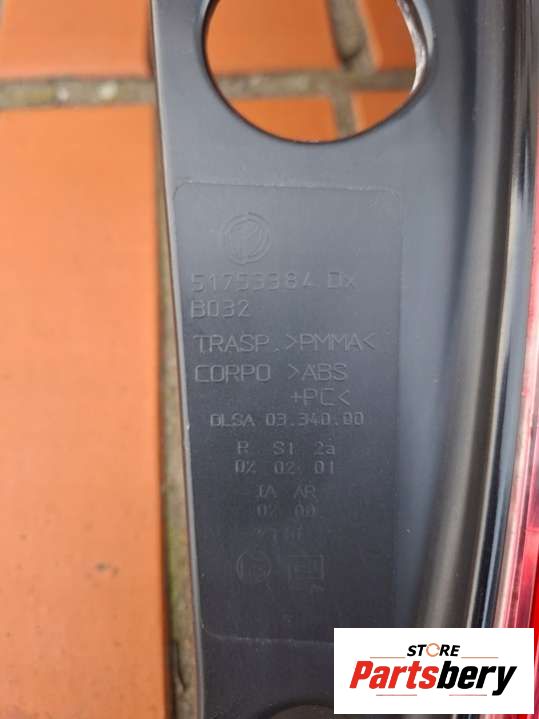 51753384 Dx
B032
TRASP. >PMMA<
CORPO >ABS
+PC<
OLSA 03.340.00
R S1 2a
02 02 01
IA AR
02 00
STORE
Partsbery